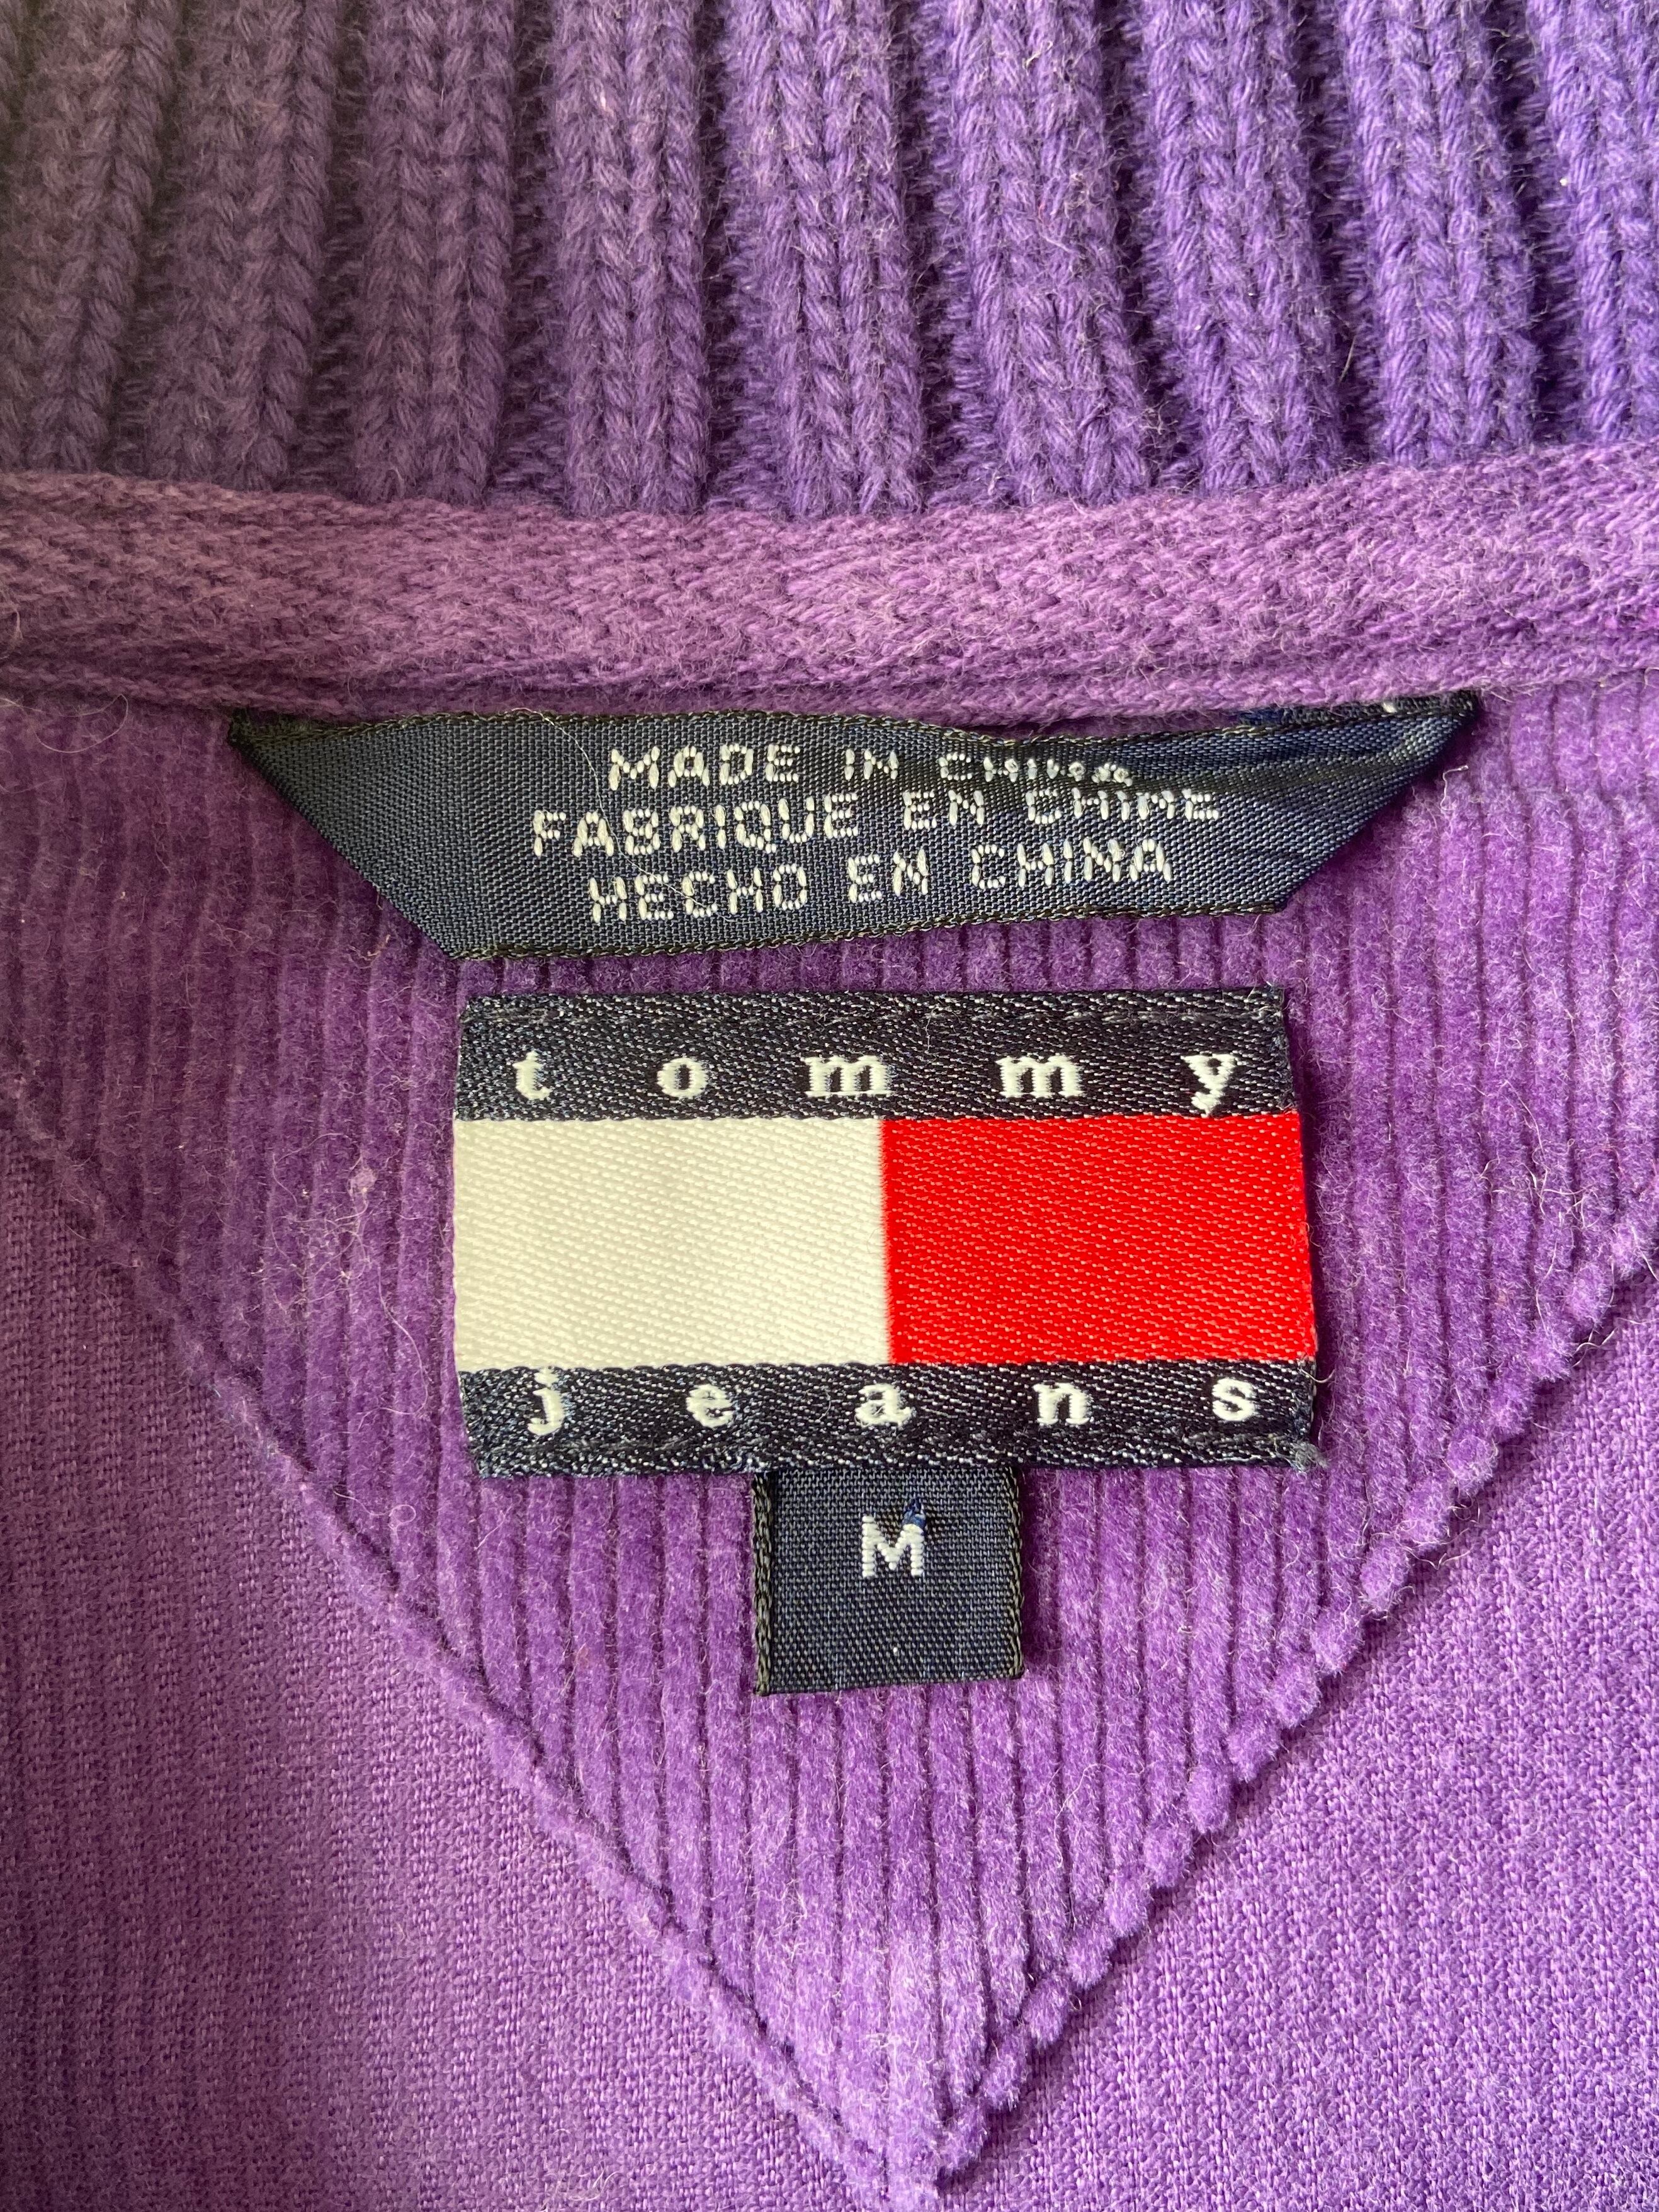 MADE IN CHINA
FABRIQUE EN CHINE
HECHO EN CHINA
tommy
jeans
M